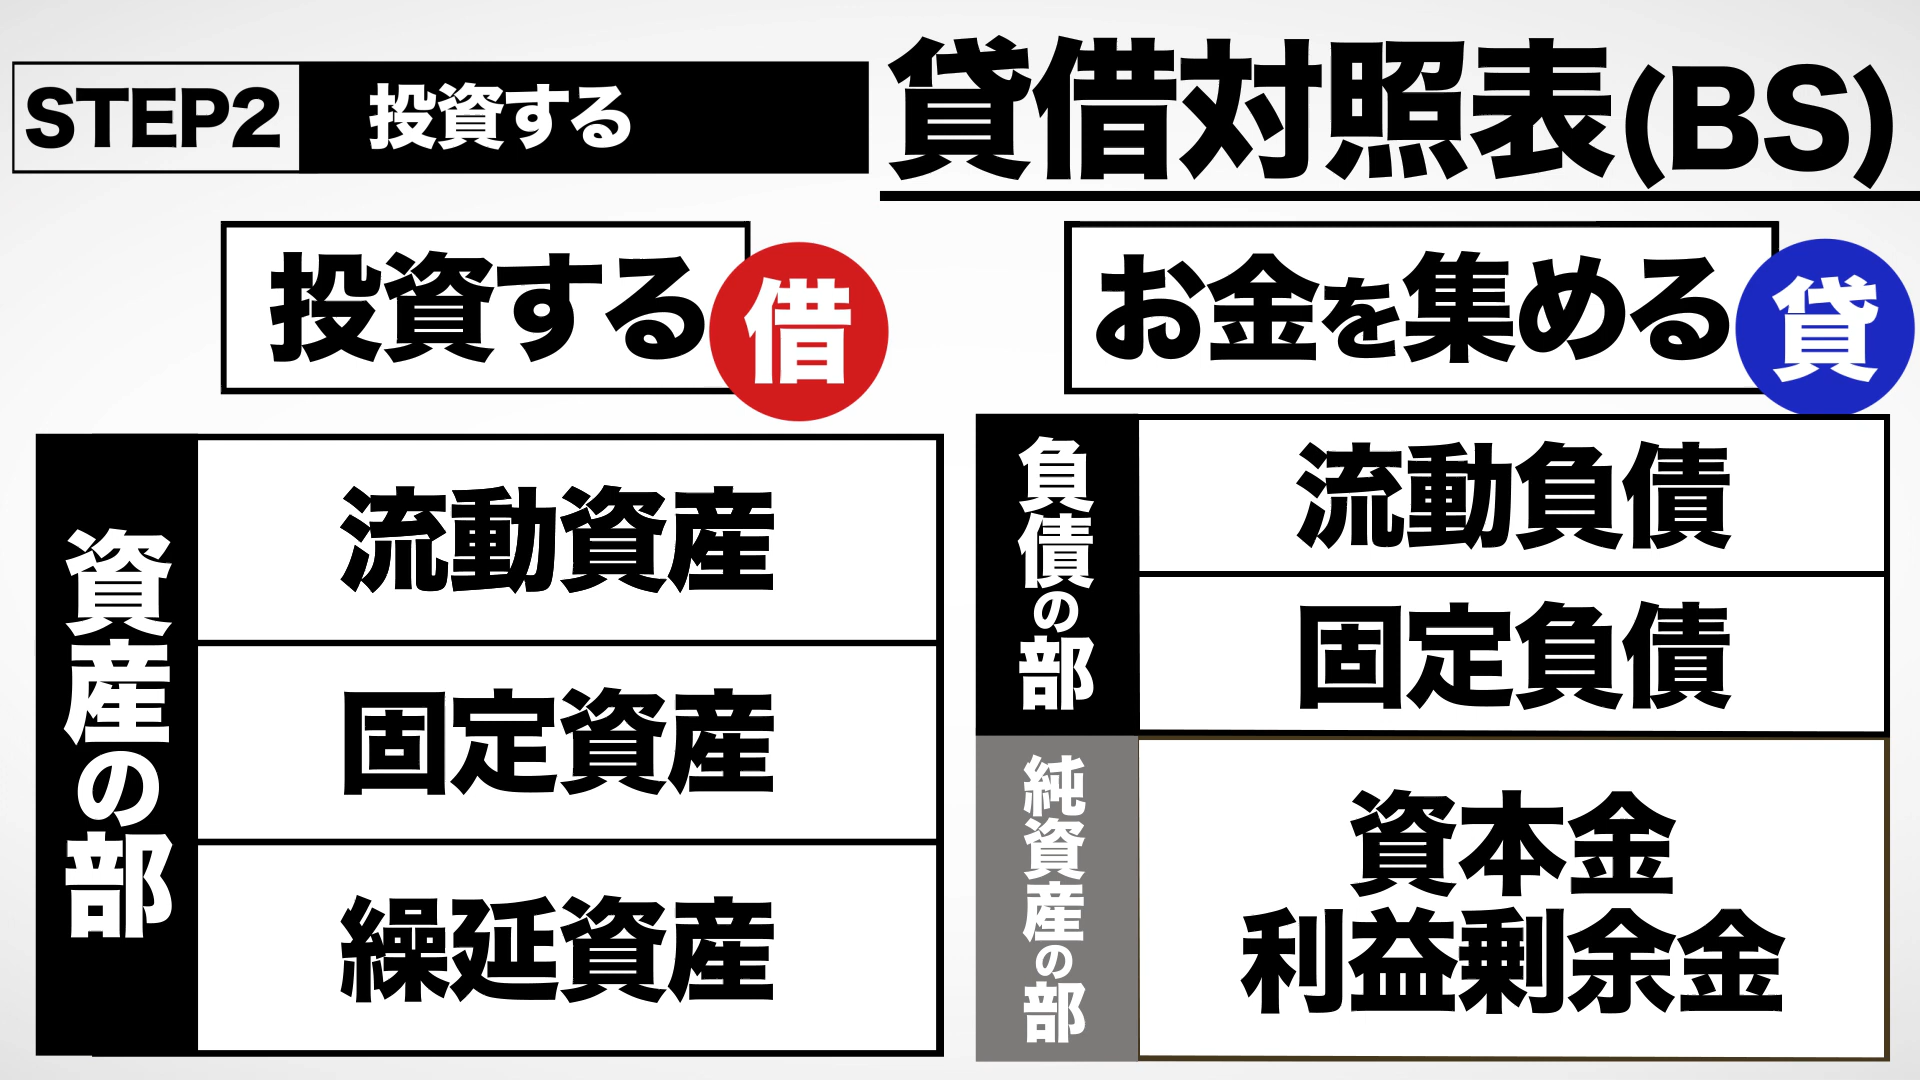 STEP2 投資する
貸借対照表(BS)
投資する 借
資産の部
流動資産
固定資産
繰延資産
お金を集める 貸
負債の部
流動負債
固定負債
純資産の部
資本金
利益剰余金